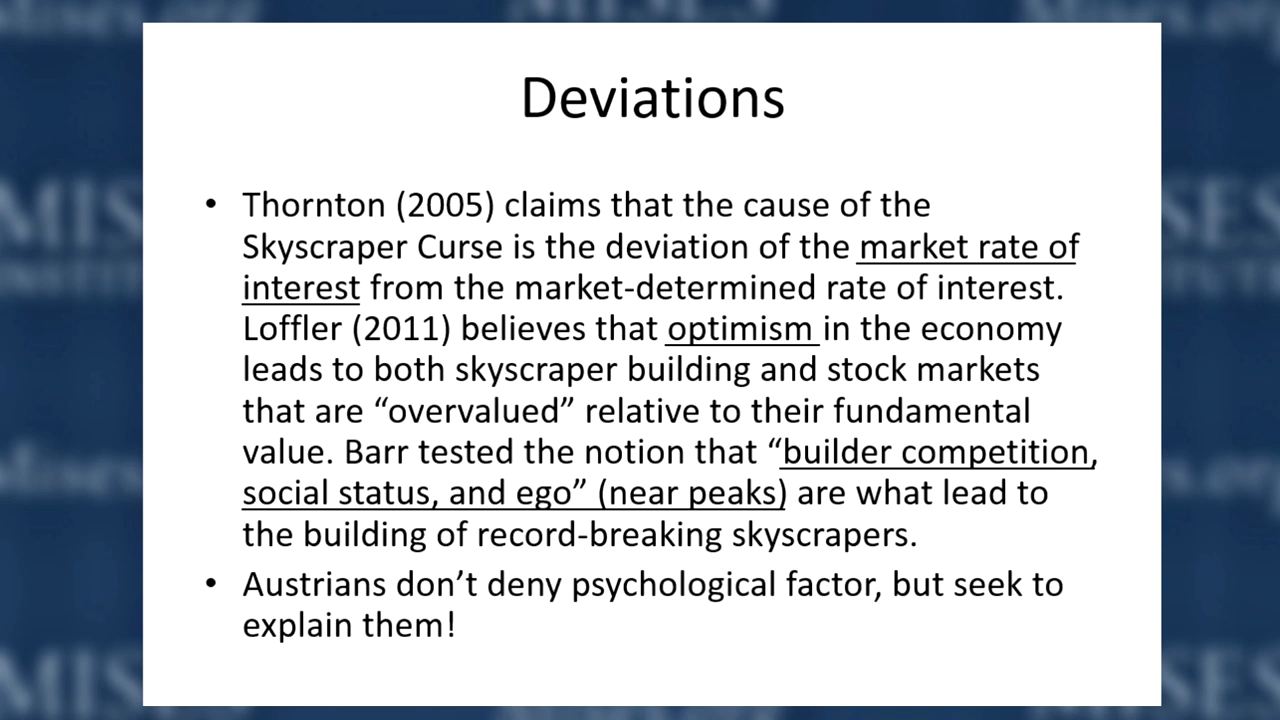 Deviations
• Thornton (2005) claims that the cause of the
Skyscraper Curse is the deviation of the market rate of
interest from the market-determined rate of interest.
Loffler (2011) believes that optimism in the economy
leads to both skyscraper building and stock markets
that are “overvalued” relative to their fundamental
value. Barr tested the notion that “builder competition,
social status, and ego” (near peaks) are what lead to
the building of record-breaking skyscrapers.
• Austrians don’t deny psychological factor, but seek to
explain them!